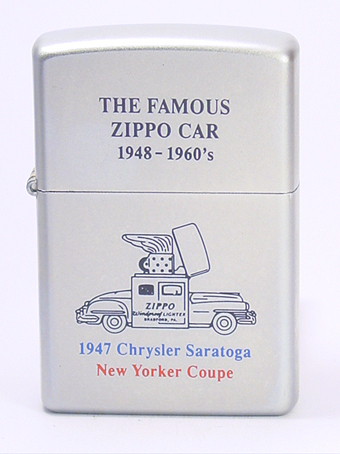 THE FAMOUS
ZIPPO CAR
1948 - 1960's
ZIPPO
Windproof LIGHTER
BRADFORD, PA.
1947 Chrysler Saratoga
New Yorker Coupe